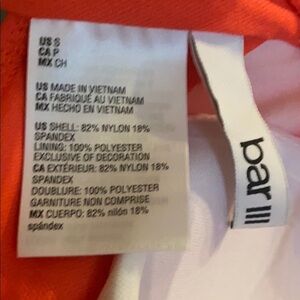 US S
CA P
MX CH
US MADE IN VIETNAM
CA FABRIQUÉ AU VIETNAM
MX HECHO EN VIETNAM
US SHELL: 82% NYLON 18%
SPANDEX
LINING: 100% POLYESTER
EXCLUSIVE OF DECORATION
CA EXTÉRIEUR: 82% NYLON 18%
SPANDEX
DOUBLURE: 100% POLYESTER
GARNITURE NON COMPRISE
MX CUERPO: 82% nilón 18%
spándex
bar III